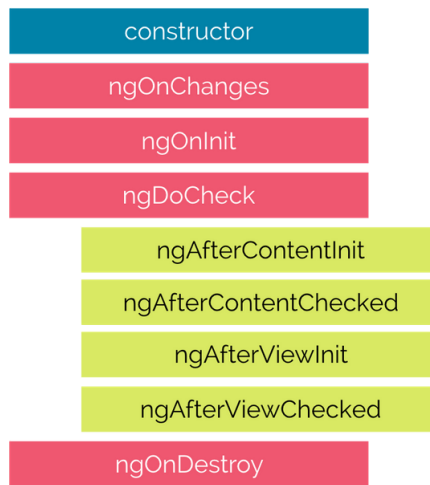 constructor
ngOnChanges
ngOnInit
ngDoCheck
ngAfterContentInit
ngAfterContentChecked
ngAfterViewInit
ngAfterViewChecked
ngOnDestroy